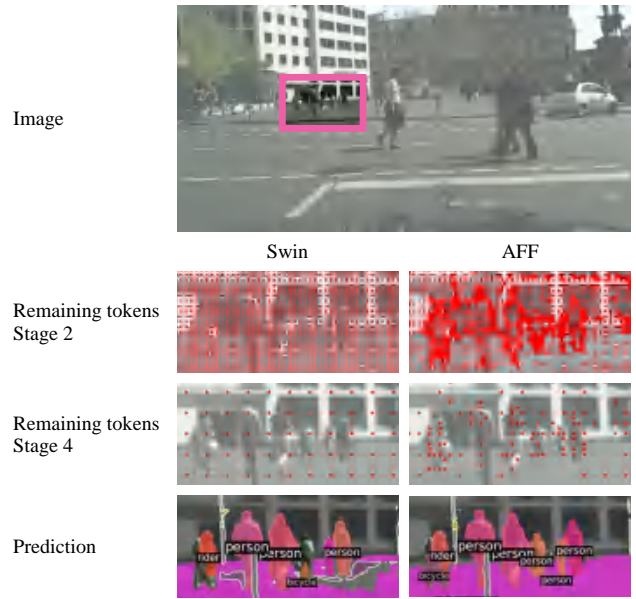 Image
Swin AFF
Remaining tokens
Stage 2
Remaining tokens
Stage 4
Prediction
rider person person bicycle person
rider bicycle person person person person